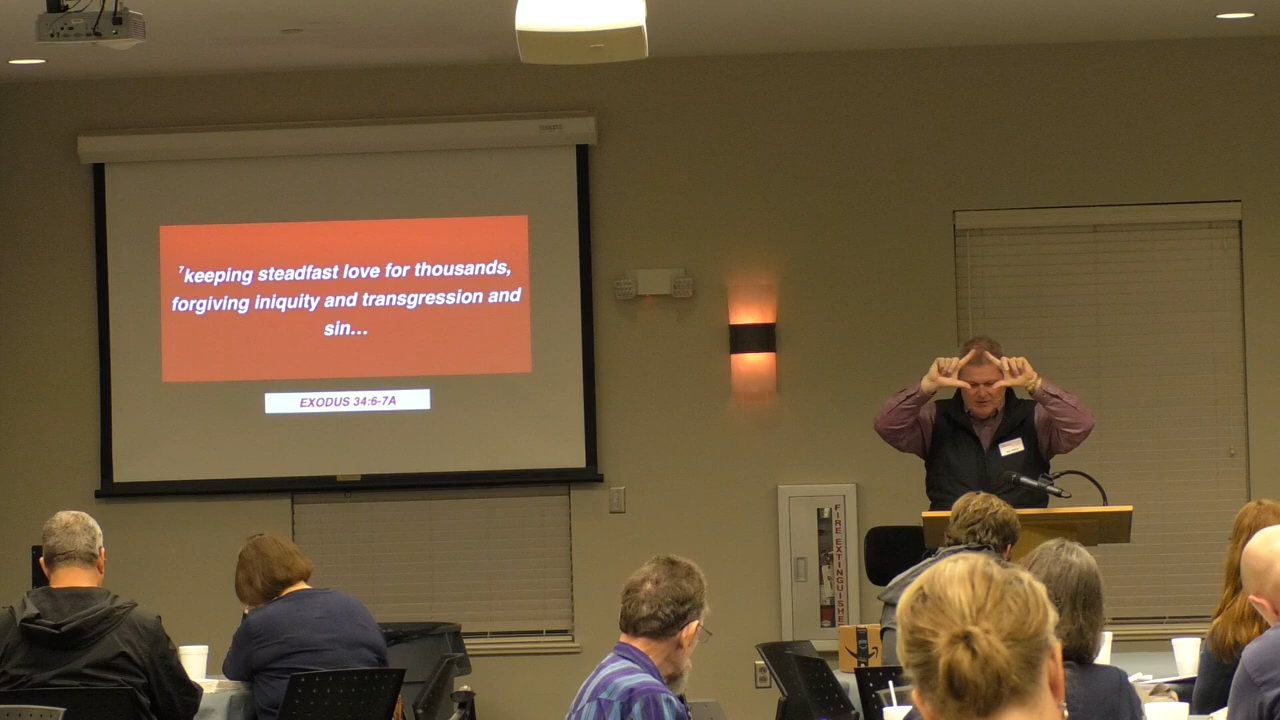 7keeping steadfast love for thousands,
forgiving iniquity and transgression and
sin...
EXODUS 34:6-7A
FIRE EXTINGUISHER